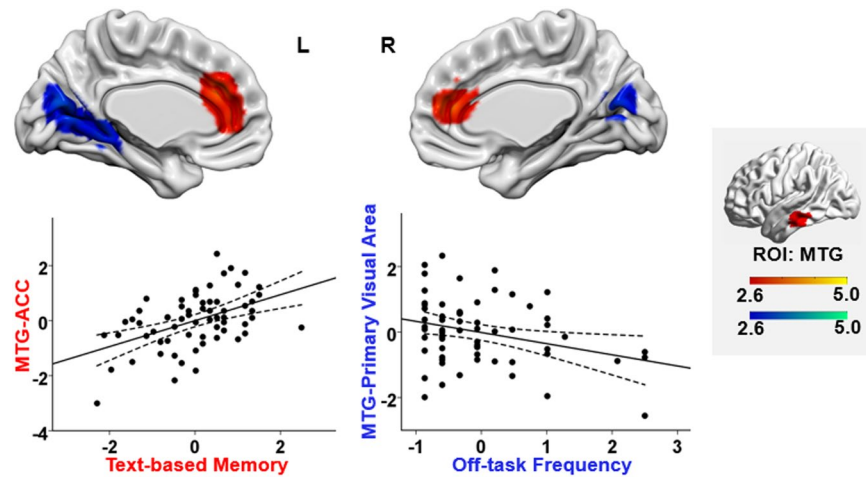 L
R
ROI: MTG
2.6 5.0
2.6 5.0
MTG-ACC
2
0
-2
-4
-2 0 2
Text-based Memory
MTG-Primary Visual Area
2
0
-2
-1 0 1 2 3
Off-task Frequency